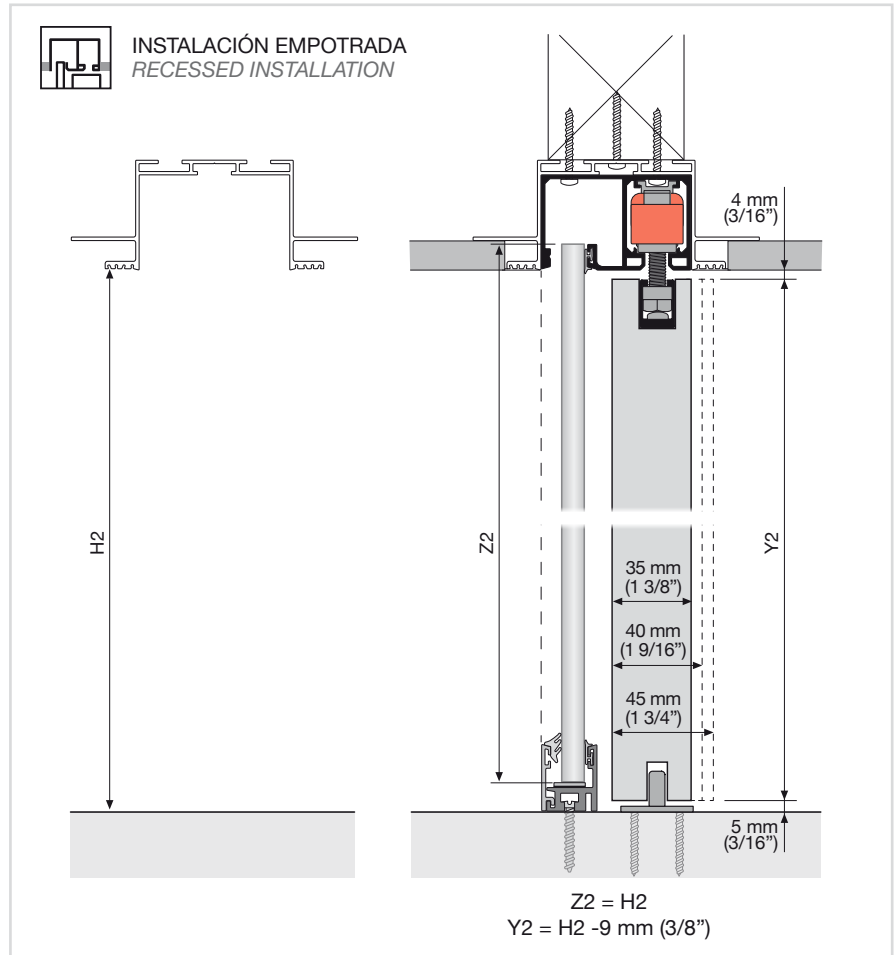 INSTALACIÓN EMPOTRADA
RECESSED INSTALLATION
4 mm
(3/16”)
H2
Z2
Y2
35 mm
(1 3/8”)
40 mm
(1 9/16”)
45 mm
(1 3/4”)
5 mm
(3/16”)
Z2 = H2
Y2 = H2 -9 mm (3/8”)